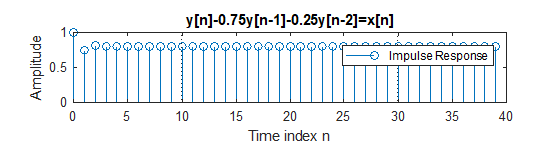 y[n]-0.75y[n-1]-0.25y[n-2]=x[n]
1
0.5
0
Amplitude
Impulse Response
0 5 10 15 20 25 30 35 40
Time index n